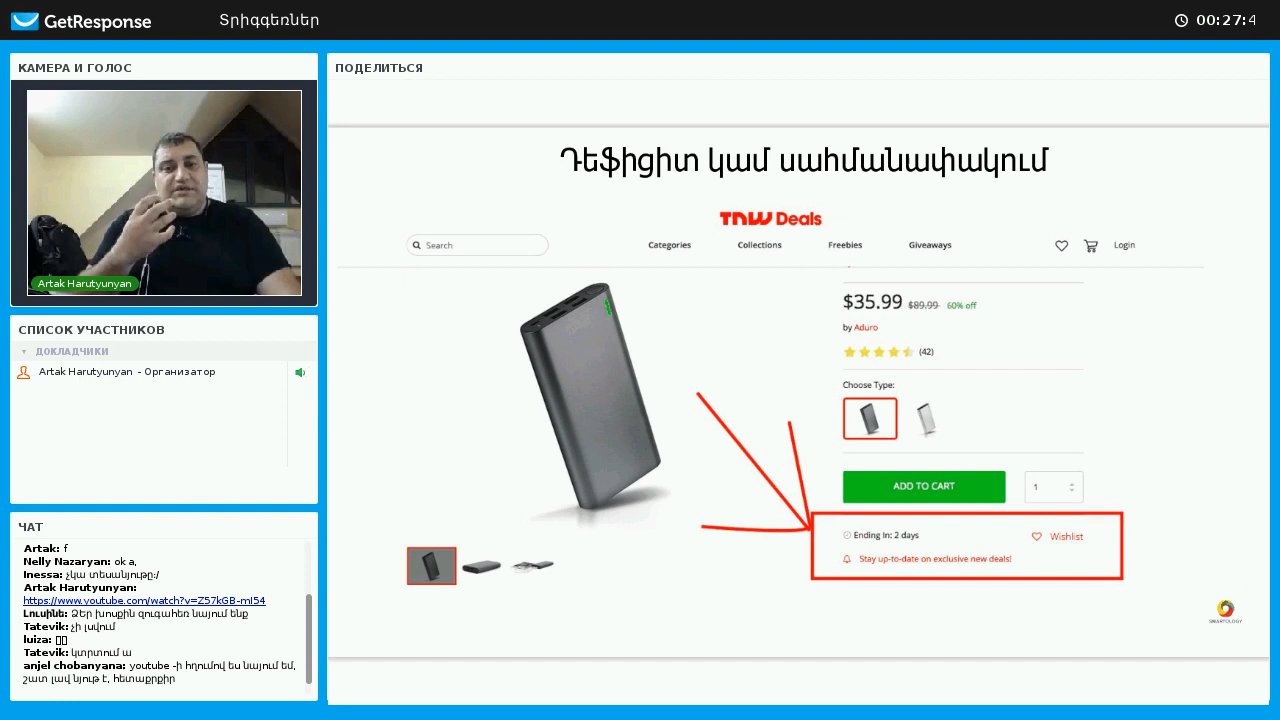 GetResponse
Տրիգգեռներ
00:27:4
КАМЕРА И ГОЛОС
Artak Harutyunyan
СПИСОК УЧАСТНИКОВ
ДОКЛАДЧИКИ
Artak Harutyunyan - Организатор
ЧАТ
Artak: f
Nelly Nazaryan: ok a,
Inessa: չկա տեսանյութը:/
Artak Harutyunyan:
https://www.youtube.com/watch?v=Z57kGB-mI54
Լուսինե: Ձեր խոսքին զուգահեռ նայում ենք
Tatevik: չի լսվում
luiza:
Tatevik: կտրտում ա
anjel chobanyana: youtube -ի հղումով ես նայում եմ,
շատ լավ նյութ է, հետաքրքիր
ПОДЕЛИТЬСЯ
Դեֆիցիտ կամ սահմանափակում
TNW Deals
Search
Categories
Collections
Freebies
Giveaways
Login
$35.99 $89.99 60% off
by Aduro
(42)
Choose Type:
ADD TO CART
1
Ending In: 2 days
Wishlist
Stay up-to-date on exclusive new deals!
SMARTOLOGY